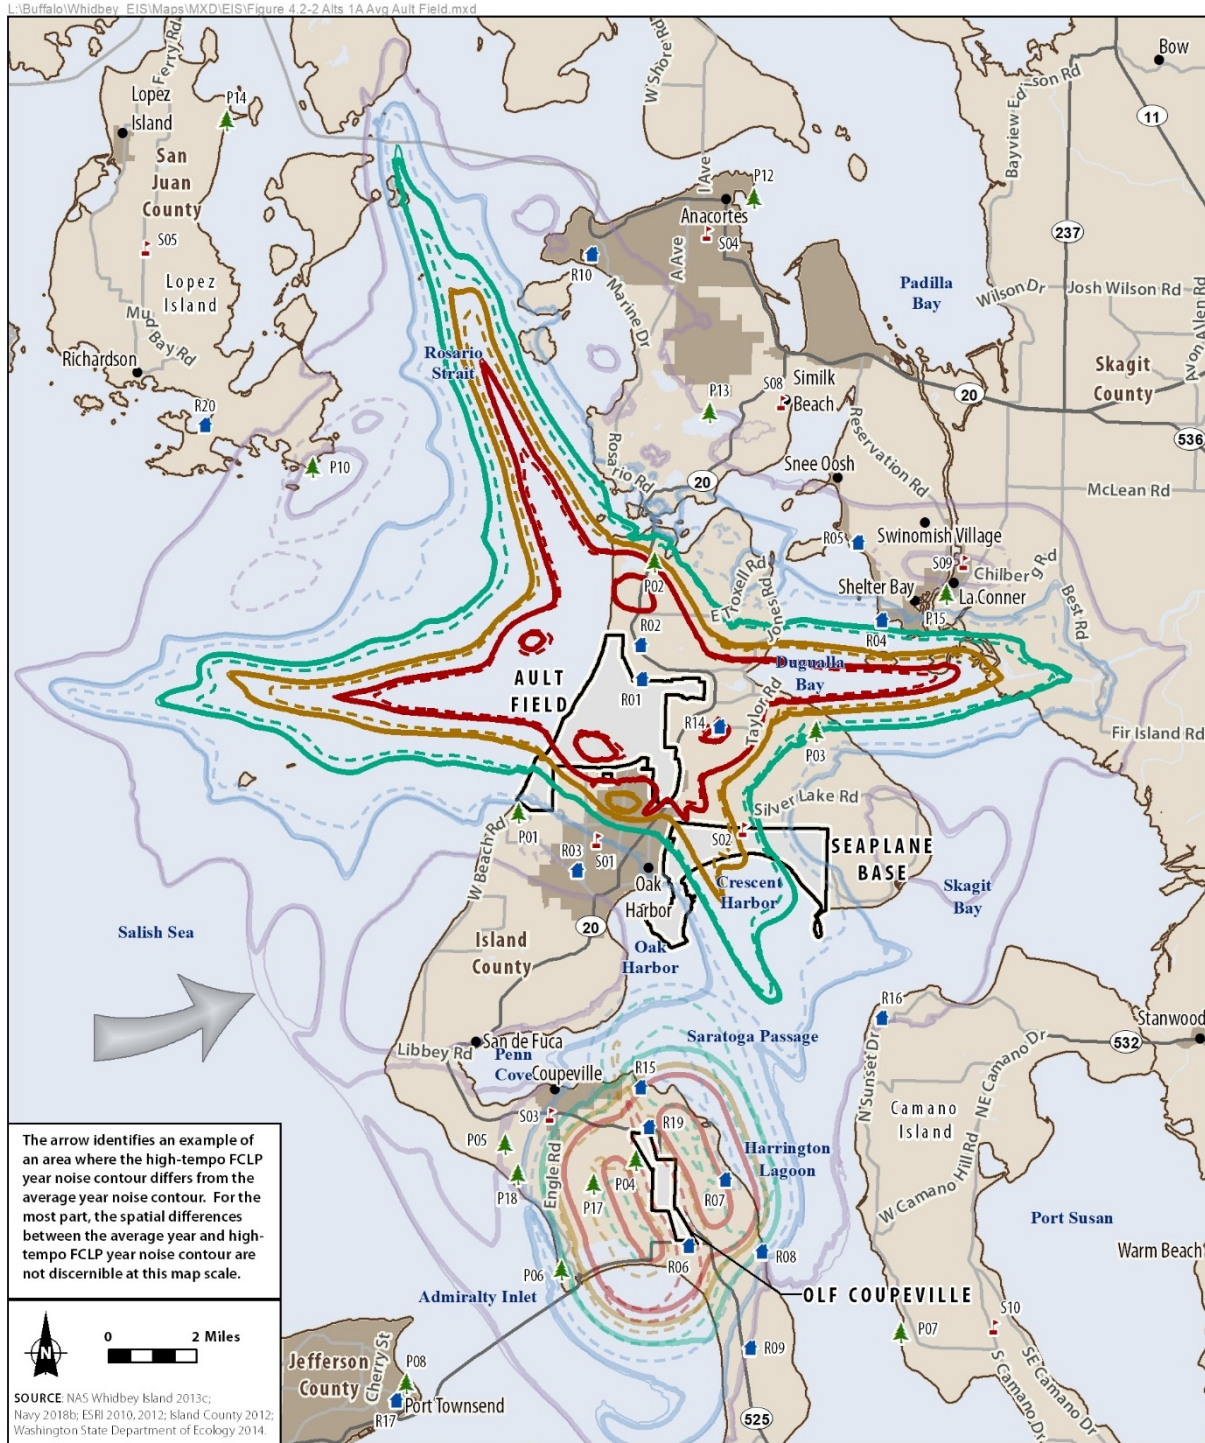 L:\Buffalo\Whidbey_EIS\Maps\MXD\EIS\Figure 4.2-2 Alts 1A Avg Ault Field.mxd
Ferry Rd
W Shore Rd
Bow
Bayview Edison Rd
Lopez
Island
P14
11
San
Juan
County
I Ave
P12
Anacortes
S04
237
S05
A Ave
R10
Lopez
Island
Marine Dr
Padilla
Bay
Wilson Dr
Josh Wilson Rd
Avon Allen Rd
Mud Bay Rd
Richardson
Rosario
Strait
Skagit
County
S08
Similk
Beach
20
P13
R20
Reservation Rd
536
Rosario Rd
P10
Snee Oosh
20
McLean Rd
R05
Swinomish Village
S09
Chilberg Rd
P02
E Troxell Rd
Jones Rd
Shelter Bay
La Conner
P15
Best Rd
R02
R04
AULT
FIELD
R01
Dugualla
Bay
R14
Taylor Rd
P03
Fir Island Rd
Silver Lake Rd
P01
W Beach Rd
S02
S01
R03
SEAPLANE
BASE
Oak
Harbor
Crescent
Harbor
Skagit
Bay
20
Salish Sea
Island
County
Oak
Harbor
R16
Stanwood
San de Fuca
Saratoga Passage
532
Libbey Rd
Penn
Cove
Coupeville
R15
N Sunset Dr
NE Camano Dr
S03
R19
Camano
Island
The arrow identifies an example of
an area where the high-tempo FCLP
year noise contour differs from the
average year noise contour. For the
most part, the spatial differences
between the average year and high-
tempo FCLP year noise contour are
not discernible at this map scale.
P05
Engle Rd
Harrington
Lagoon
P18
P17
P04
R07
W Camano Hill Rd
Port Susan
R06
R08
Warm Beach
P06
Admiralty Inlet
OLF COUPEVILLE
S10
P07
0 2 Miles
N
R09
Jefferson
County
Cherry St
P08
S Camano Dr
SE Camano Dr
SOURCE: NAS Whidbey Island 2013c;
Navy 2018b; ESRI 2010, 2012; Island County 2012;
Washington State Department of Ecology 2014.
R17
Port Townsend
525